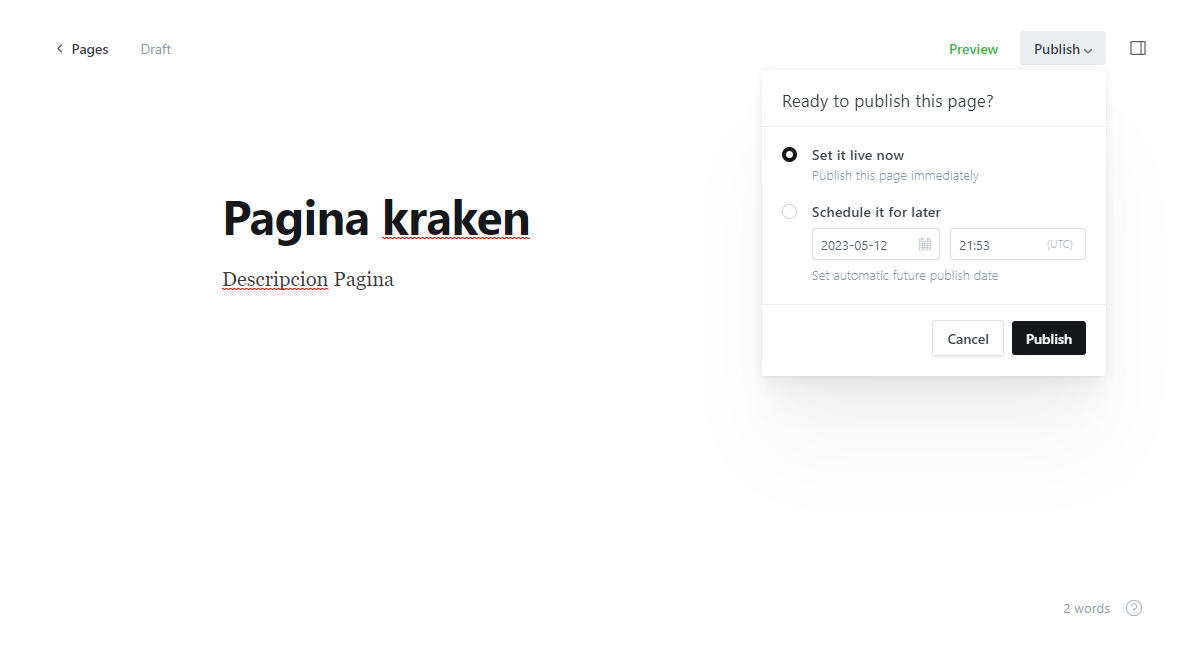 Pages Draft Preview Publish
Ready to publish this page?
Set it live now
Publish this page immediately
Schedule it for later
2023-05-12 21:53 (UTC)
Set automatic future publish date
Cancel Publish
Pagina kraken
Descripcion Pagina
2 words ?